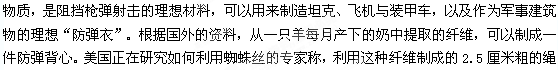 物质，是阻挡枪弹射击的理想材料，可以用来制造坦克、飞机与装甲车，以及作为军事建筑
物的理想“防弹衣”。根据国外的资料，从一只羊每月产下的奶中提取的纤维，可以制成一
件防弹背心。美国正在研究如何利用蜘蛛丝的专家称，利用这种纤维制成的 2.5 厘米粗的绳